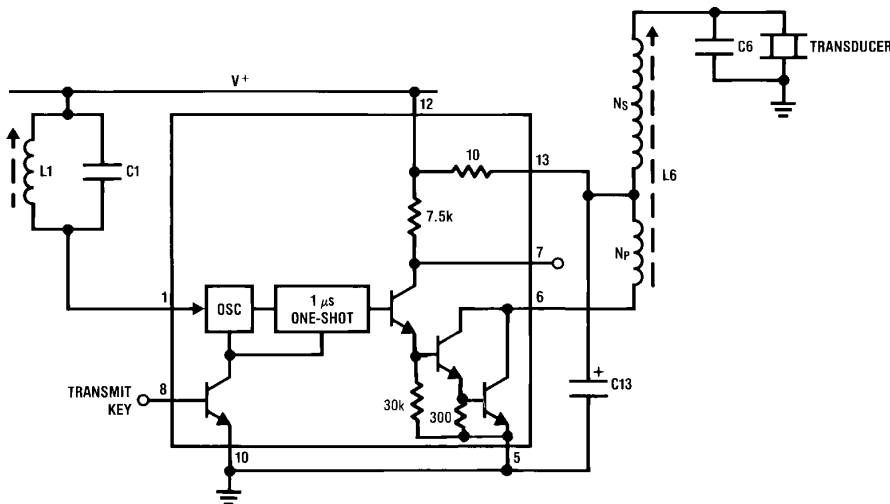 C6
TRANSDUCER
V+
12
NS
10
13
L1
C1
L6
7.5k
7
NP
1
OSC
1 μs
ONE-SHOT
6
TRANSMIT
KEY
8
30k
300
+
C13
10
5